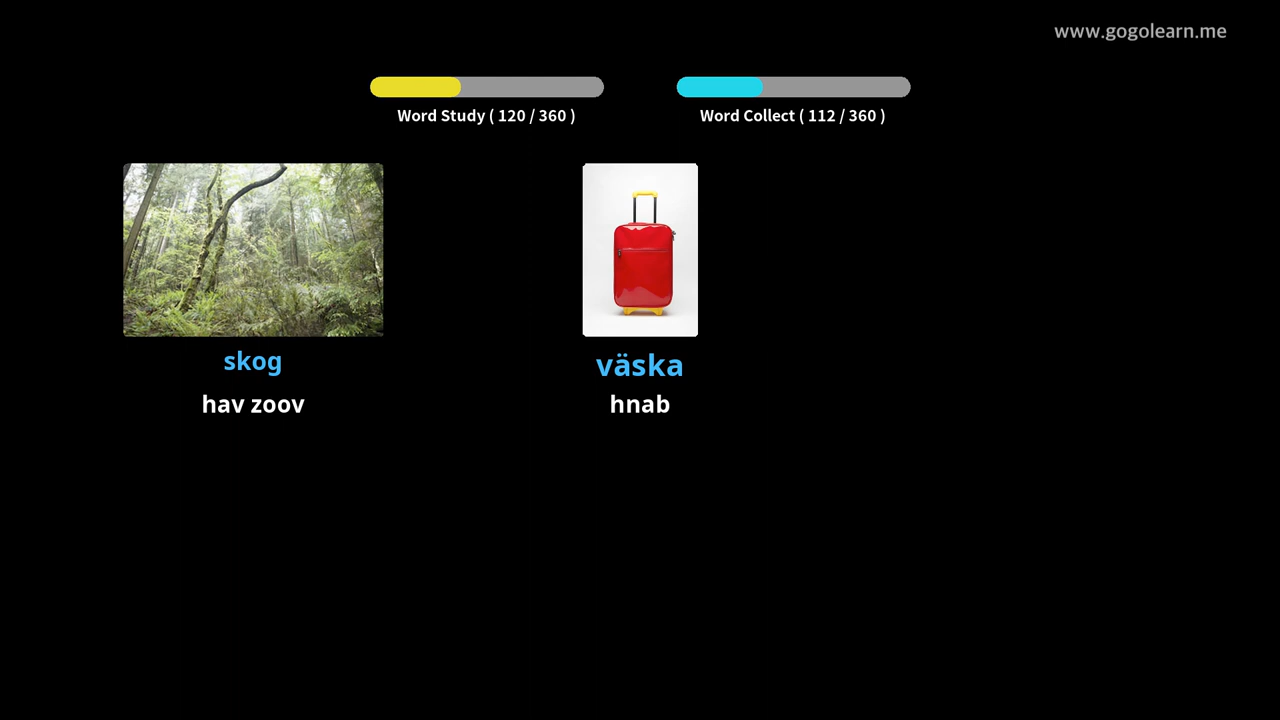 www.gogolearn.me
Word Study ( 120 / 360 )
Word Collect ( 112 / 360 )
skog
hav zoov
väska
hnab